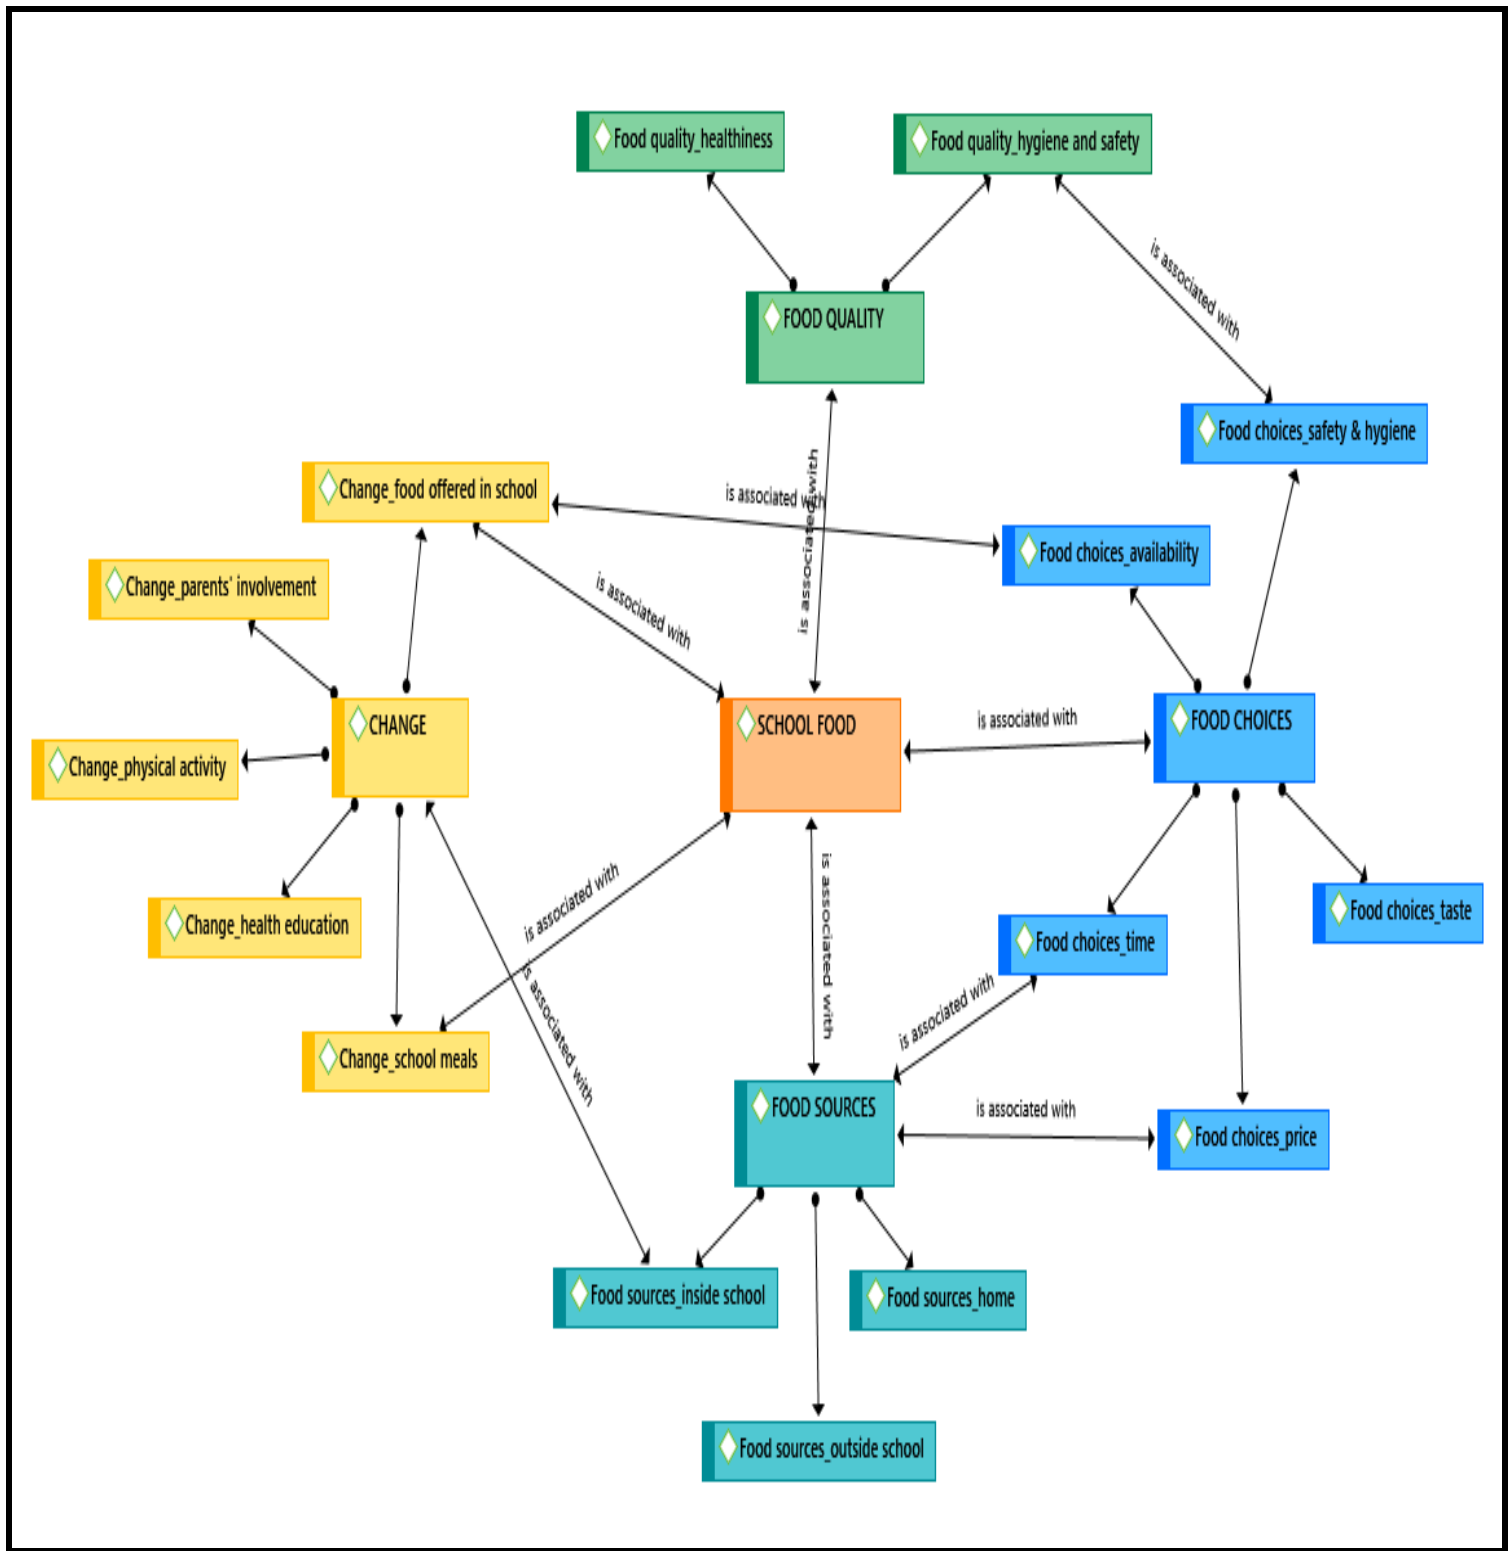 Food quality_healthiness
Food quality_hygiene and safety
is associated with
FOOD QUALITY
Food choices_safety & hygiene
Change_food offered in school
is associated with
is associated with
Food choices_availability
Change_parents' involvement
is associated with
CHANGE
SCHOOL FOOD
is associated with
FOOD CHOICES
Change_physical activity
Change_health education
is associated with
is associated with
Food choices_taste
Food choices_time
is associated with
is associated with
Change_school meals
FOOD SOURCES
is associated with
Food choices_price
Food sources_inside school
Food sources_home
Food sources_outside school